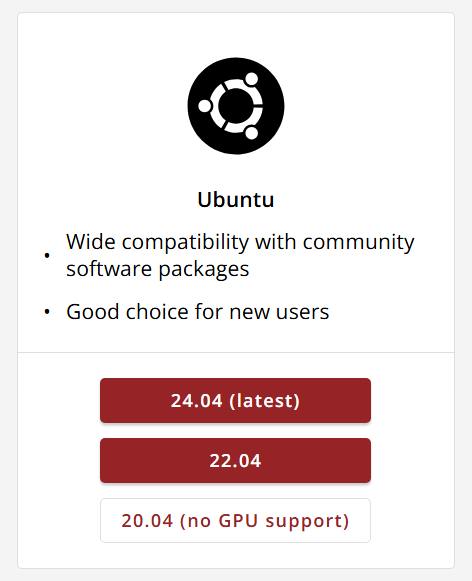 Ubuntu
• Wide compatibility with community
software packages
• Good choice for new users
24.04 (latest)
22.04
20.04 (no GPU support)